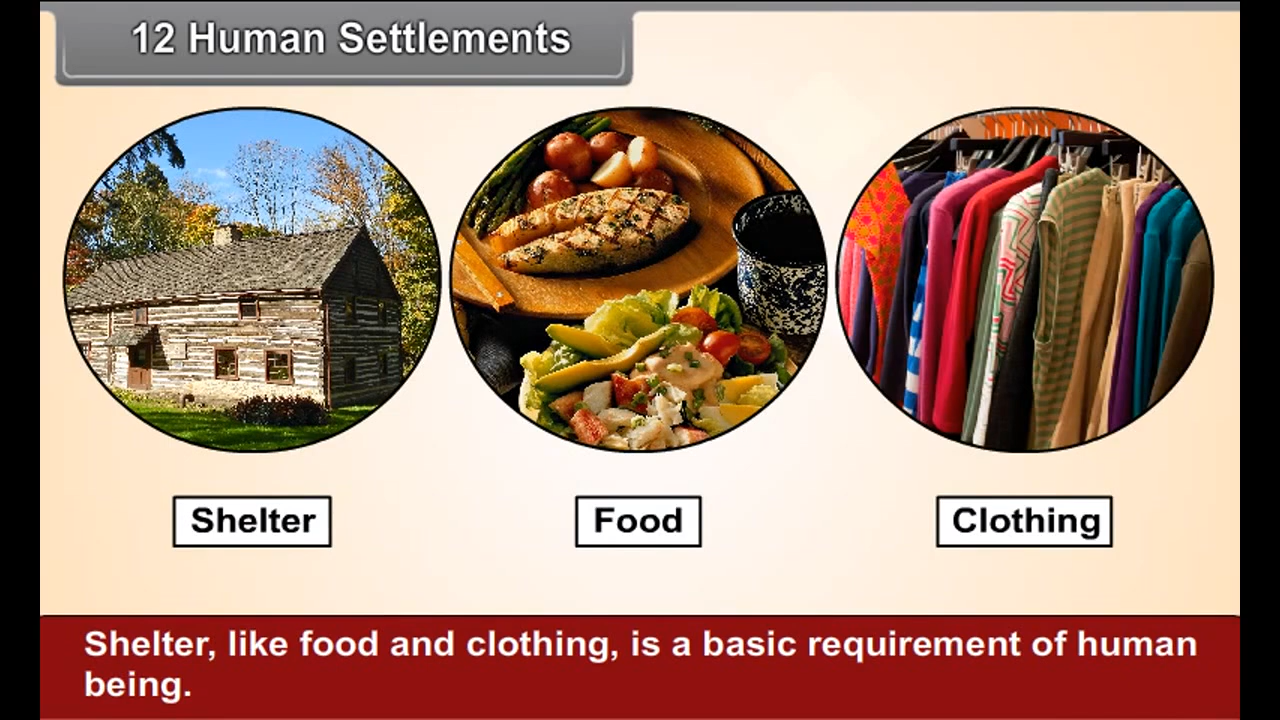 12 Human Settlements
Shelter
Food
Clothing
Shelter, like food and clothing, is a basic requirement of human
being.